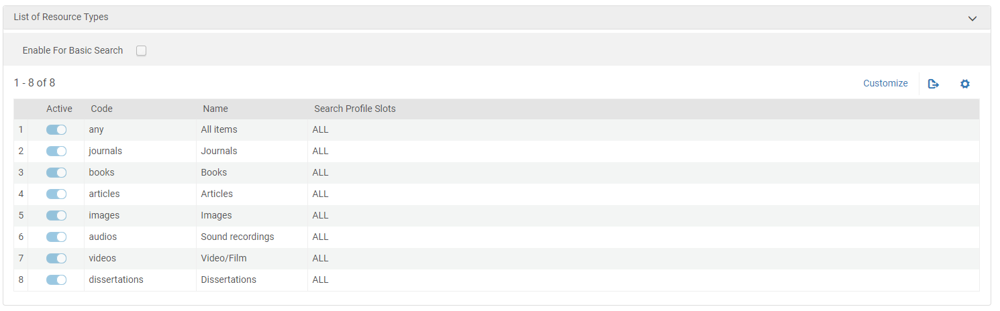 List of Resource Types
Enable For Basic Search
1 - 8 of 8
Customize
Active Code Name Search Profile Slots
1 any All items ALL
2 journals Journals ALL
3 books Books ALL
4 articles Articles ALL
5 images Images ALL
6 audios Sound recordings ALL
7 videos Video/Film ALL
8 dissertations Dissertations ALL